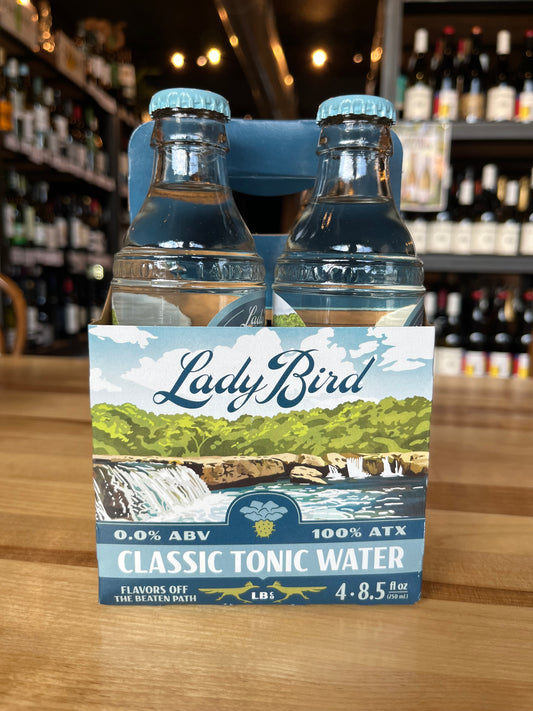 Lady
Lady Bird
0.0% ABV
100% ATX
CLASSIC TONIC WATER
FLAVORS OFF
THE BEATEN PATH
LBS
4·8.5 fl oz
(250 mL)